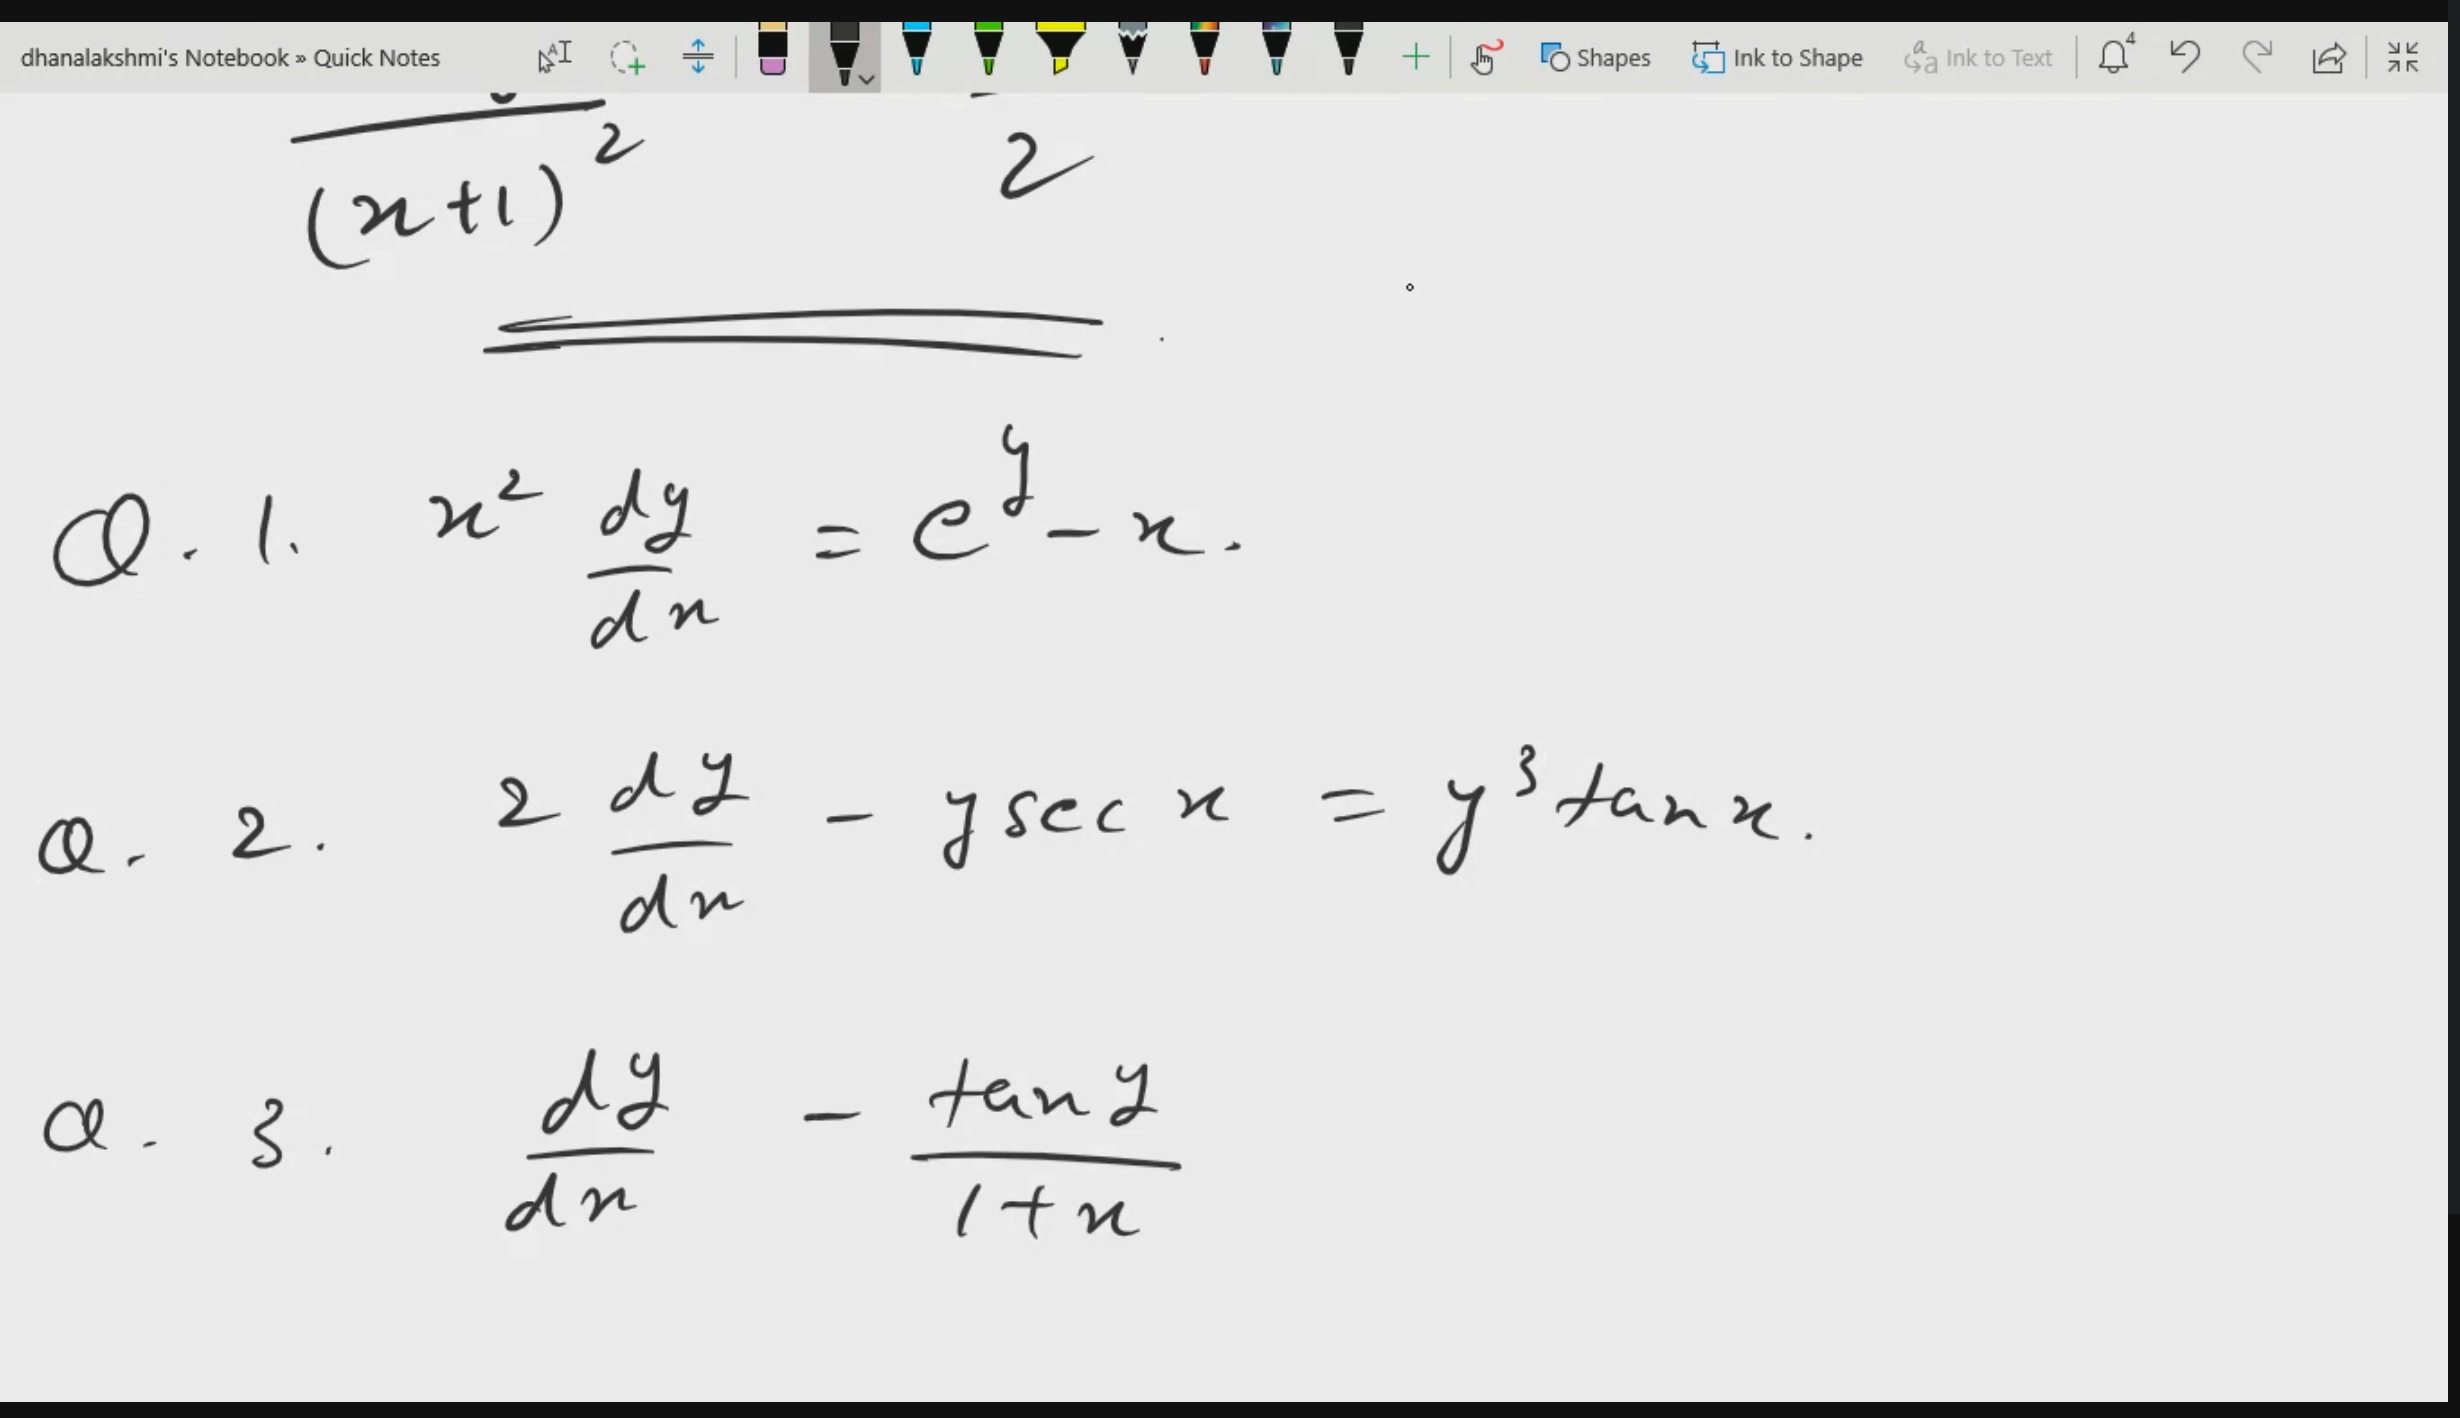 dhanalakshmi's Notebook » Quick Notes Shapes Ink to Shape Ink to Text 4
(x+1)² 2
Q. 1. x² dy/dx = e^y - x.
Q. 2. 2 dy/dx - y sec x = y³ tan x.
Q. 3. dy/dx - tan y/1+x